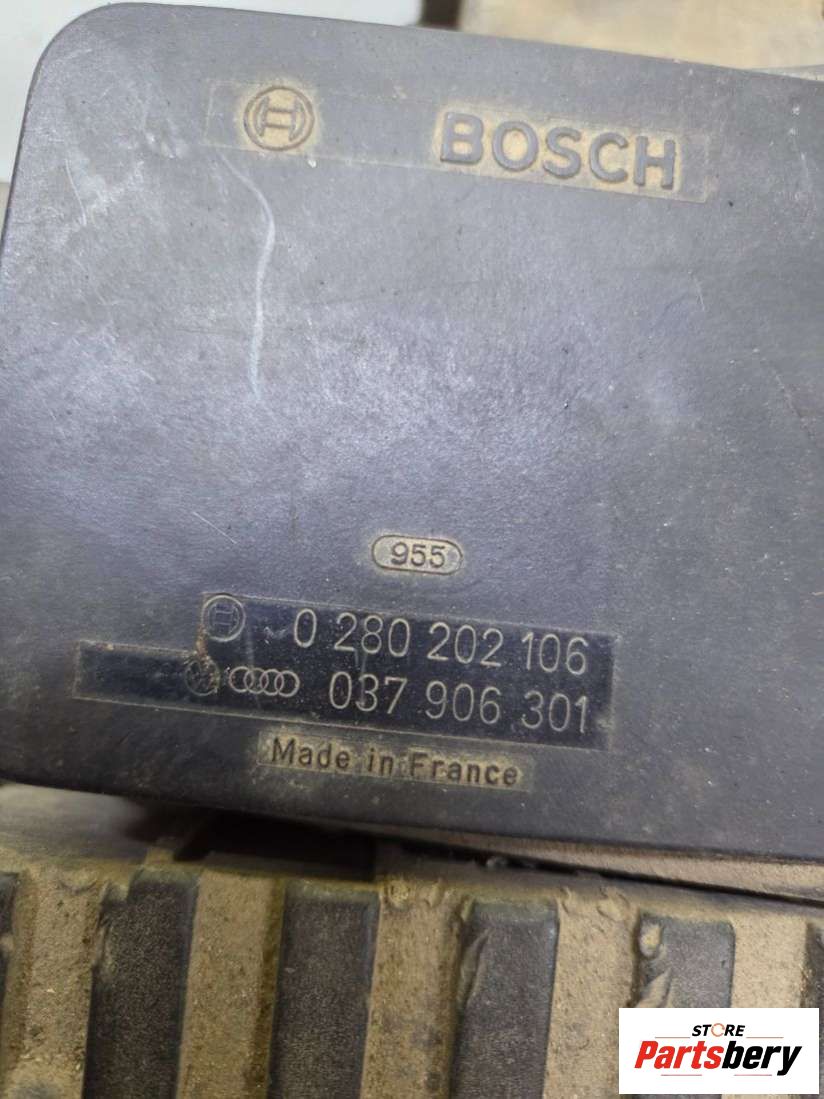 BOSCH
955
0 280 202 106
037 906 301
Made in France
STORE
Partsbery